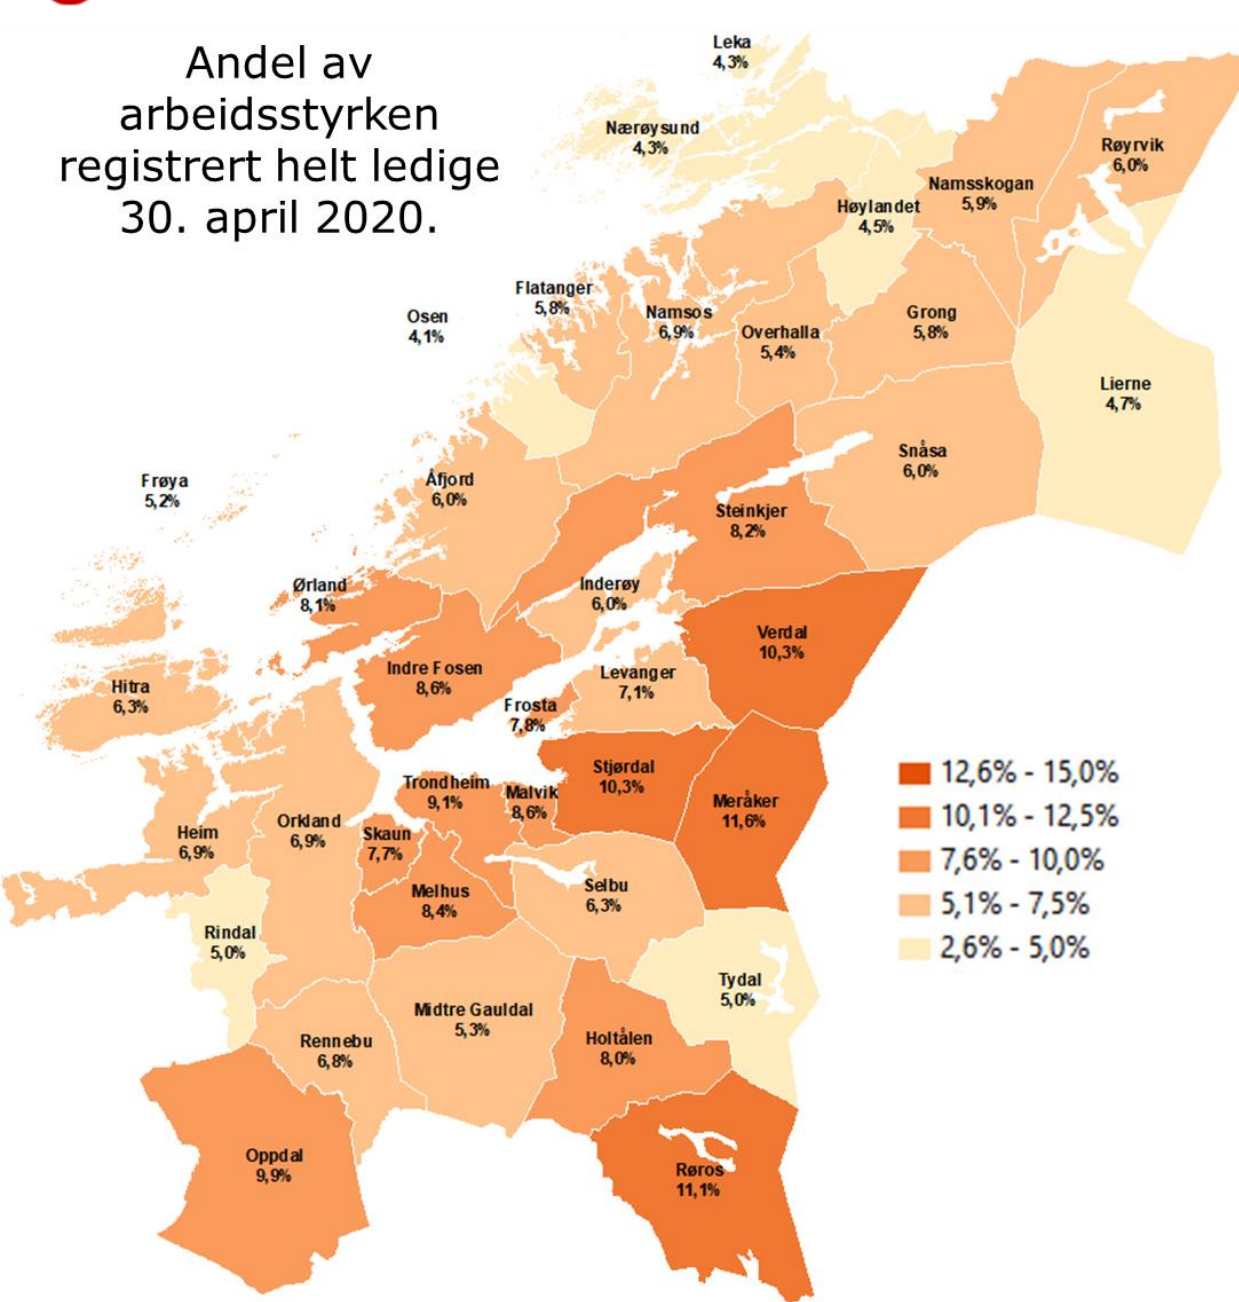 Andel av
arbeidsstyrken
registrert helt ledige
30. april 2020.
Leka
4,3%
Nærøysund
4,3%
Røyrvik
6,0%
Namsskogan
5,9%
Høylandet
4,5%
Flatanger
5,8%
Osen
4,1%
Namsos
6,9%
Overhalla
5,4%
Grong
5,8%
Lierne
4,7%
Snåsa
6,0%
Frøya
5,2%
Åfjord
6,0%
Steinkjer
8,2%
Ørland
8,1%
Inderøy
6,0%
Verdal
10,3%
Indre Fosen
8,6%
Levanger
7,1%
Hitra
6,3%
Frosta
7,8%
Stjørdal
10,3%
Trondheim
9,1%
Malvik
8,6%
Meråker
11,6%
Orkland
6,9%
Heim
6,9%
Skaun
7,7%
Melhus
8,4%
Selbu
6,3%
Rindal
5,0%
Tydal
5,0%
Midtre Gauldal
5,3%
Rennebu
6,8%
Holtålen
8,0%
Oppdal
9,9%
Røros
11,1%
12,6% - 15,0%
10,1% - 12,5%
7,6% - 10,0%
5,1% - 7,5%
2,6% - 5,0%